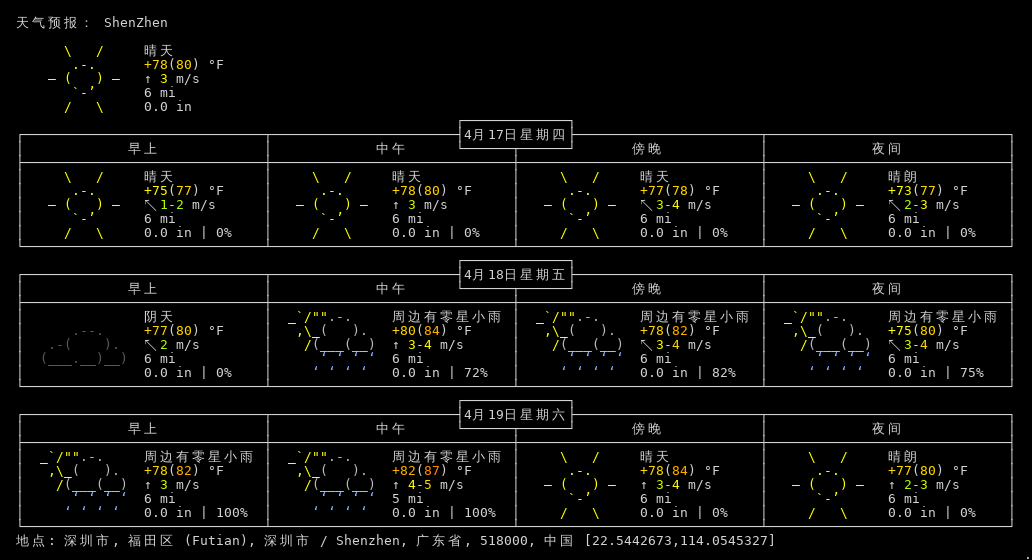 天气预报： ShenZhen
晴天
+78(80) °F
↑ 3 m/s
6 mi
0.0 in
4月17日星期四
早上 中午 傍晚 夜间
晴天 晴天 晴天 晴朗
+75(77) °F +78(80) °F +77(78) °F +73(77) °F
↖ 1-2 m/s ↑ 3 m/s ↖ 3-4 m/s ↖ 2-3 m/s
6 mi 6 mi 6 mi 6 mi
0.0 in | 0% 0.0 in | 0% 0.0 in | 0% 0.0 in | 0%
4月18日星期五
早上 中午 傍晚 夜间
阴天 周边有零星小雨 周边有零星小雨 周边有零星小雨
+77(80) °F +80(84) °F +78(82) °F +75(80) °F
↖ 2 m/s ↑ 3-4 m/s ↖ 3-4 m/s ↖ 3-4 m/s
6 mi 6 mi 6 mi 6 mi
0.0 in | 0% 0.0 in | 72% 0.0 in | 82% 0.0 in | 75%
4月19日星期六
早上 中午 傍晚 夜间
周边有零星小雨 周边有零星小雨 晴天 晴朗
+78(82) °F +82(87) °F +78(84) °F +77(80) °F
↑ 3 m/s ↑ 4-5 m/s ↑ 3-4 m/s ↑ 2-3 m/s
6 mi 5 mi 6 mi 6 mi
0.0 in | 100% 0.0 in | 100% 0.0 in | 0% 0.0 in | 0%
地点: 深圳市, 福田区 (Futian), 深圳市 / Shenzhen, 广东省, 518000, 中国 [22.5442673,114.0545327]